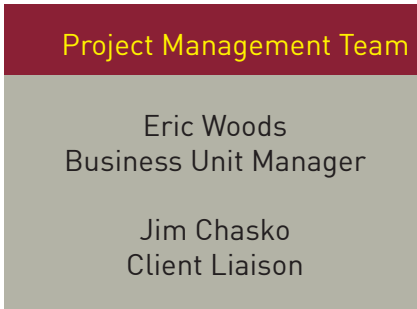 Project Management Team
Eric Woods
Business Unit Manager
Jim Chasko
Client Liaison